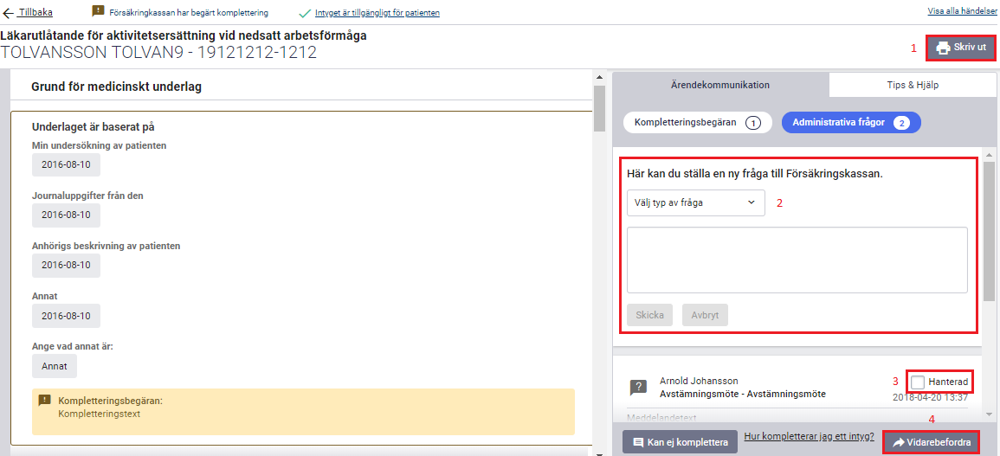 Tillbaka
Försäkringkassan har begärt komplettering
Intyget är tillgängligt för patienten
Visa alla händelser
Läkarutlåtande för aktivitetsersättning vid nedsatt arbetsförmåga
TOLVANSSON TOLVAN9 - 19121212-1212
1
Skriv ut
Grund för medicinskt underlag
Underlaget är baserat på
Min undersökning av patienten
2016-08-10
Journaluppgifter från den
2016-08-10
Anhörigs beskrivning av patienten
2016-08-10
Annat
2016-08-10
Ange vad annat är:
Annat
Kompletteringsbegäran:
Kompletteringstext
Ärendekommunikation
Tips & Hjälp
Kompletteringsbegäran 1
Administrativa frågor 2
Här kan du ställa en ny fråga till Försäkringskassan.
Välj typ av fråga
2
Skicka
Avbryt
Arnold Johansson
Avstämningsmöte - Avstämningsmöte
3
Hanterad
2018-04-20 13:37
Meddelandetext
4
Kan ej komplettera
Hur kompletterar jag ett intyg?
Vidarebefordra